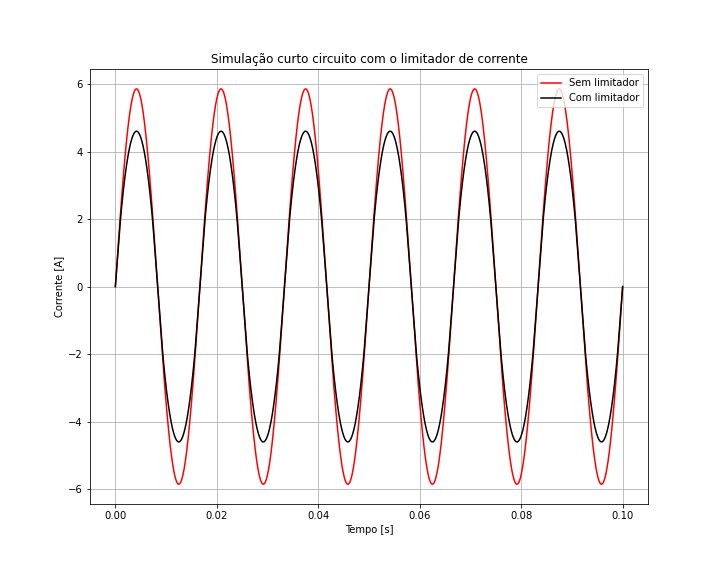 Simulação curto circuito com o limitador de corrente
Sem limitador
Com limitador
6
4
2
0
−2
−4
−6
Corrente [A]
0.00 0.02 0.04 0.06 0.08 0.10
Tempo [s]